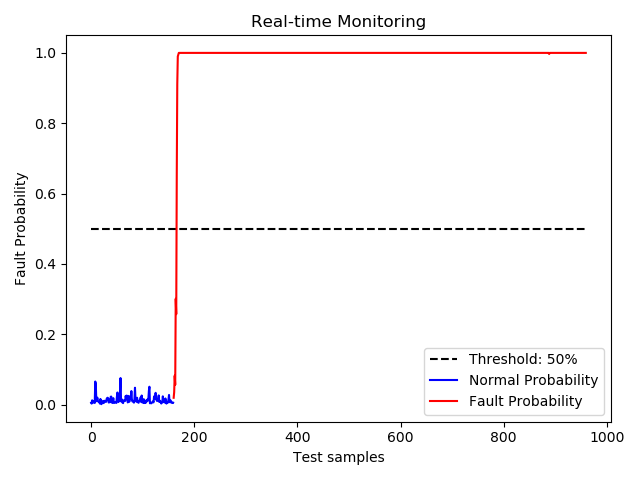 Real-time Monitoring
Fault Probability
1.0
0.8
0.6
0.4
0.2
0.0
0
200
400
600
800
1000
Test samples
Threshold: 50%
Normal Probability
Fault Probability